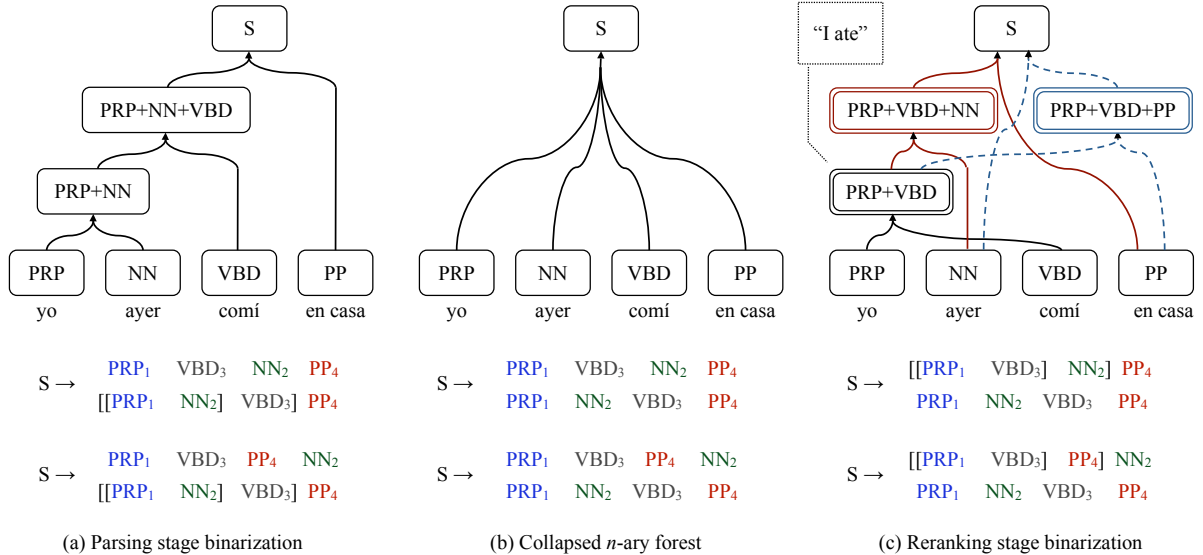 S
PRP+NN+VBD
PRP+NN
PRP NN VBD PP
yo ayer comí en casa
S → PRP₁ VBD₃ NN₂ PP₄
[[PRP₁ NN₂] VBD₃] PP₄
S → PRP₁ VBD₃ PP₄ NN₂
[[PRP₁ NN₂] VBD₃] PP₄
(a) Parsing stage binarization
S
PRP NN VBD PP
yo ayer comí en casa
S → PRP₁ VBD₃ NN₂ PP₄
PRP₁ NN₂ VBD₃ PP₄
S → PRP₁ VBD₃ PP₄ NN₂
PRP₁ NN₂ VBD₃ PP₄
(b) Collapsed n-ary forest
“I ate”
S
PRP+VBD+NN PRP+VBD+PP
PRP+VBD
PRP NN VBD PP
yo ayer comí en casa
S → [[PRP₁ VBD₃] NN₂] PP₄
PRP₁ NN₂ VBD₃ PP₄
S → [[PRP₁ VBD₃] PP₄] NN₂
PRP₁ NN₂ VBD₃ PP₄
(c) Reranking stage binarization